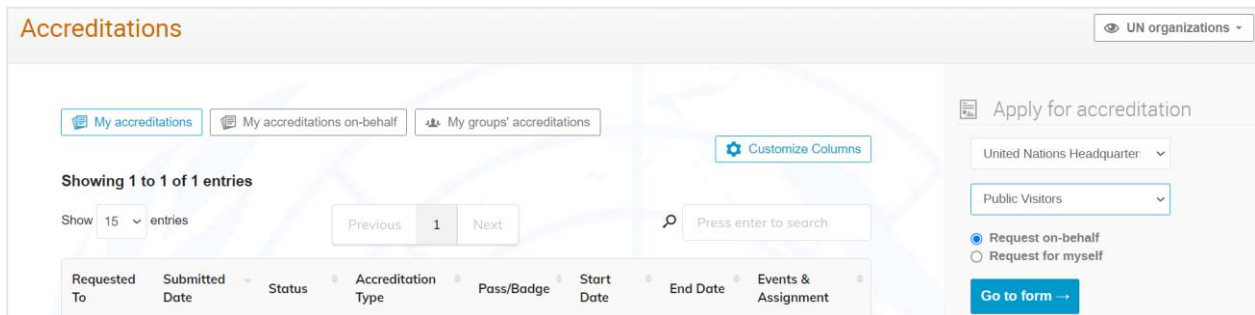 Accreditations
UN organizations
My accreditations
My accreditations on-behalf
My groups' accreditations
Customize Columns
Showing 1 to 1 of 1 entries
Show 15 entries
Previous 1 Next
Press enter to search
Requested To
Submitted Date
Status
Accreditation Type
Pass/Badge
Start Date
End Date
Events & Assignment
Apply for accreditation
United Nations Headquarter
Public Visitors
Request on-behalf
Request for myself
Go to form →